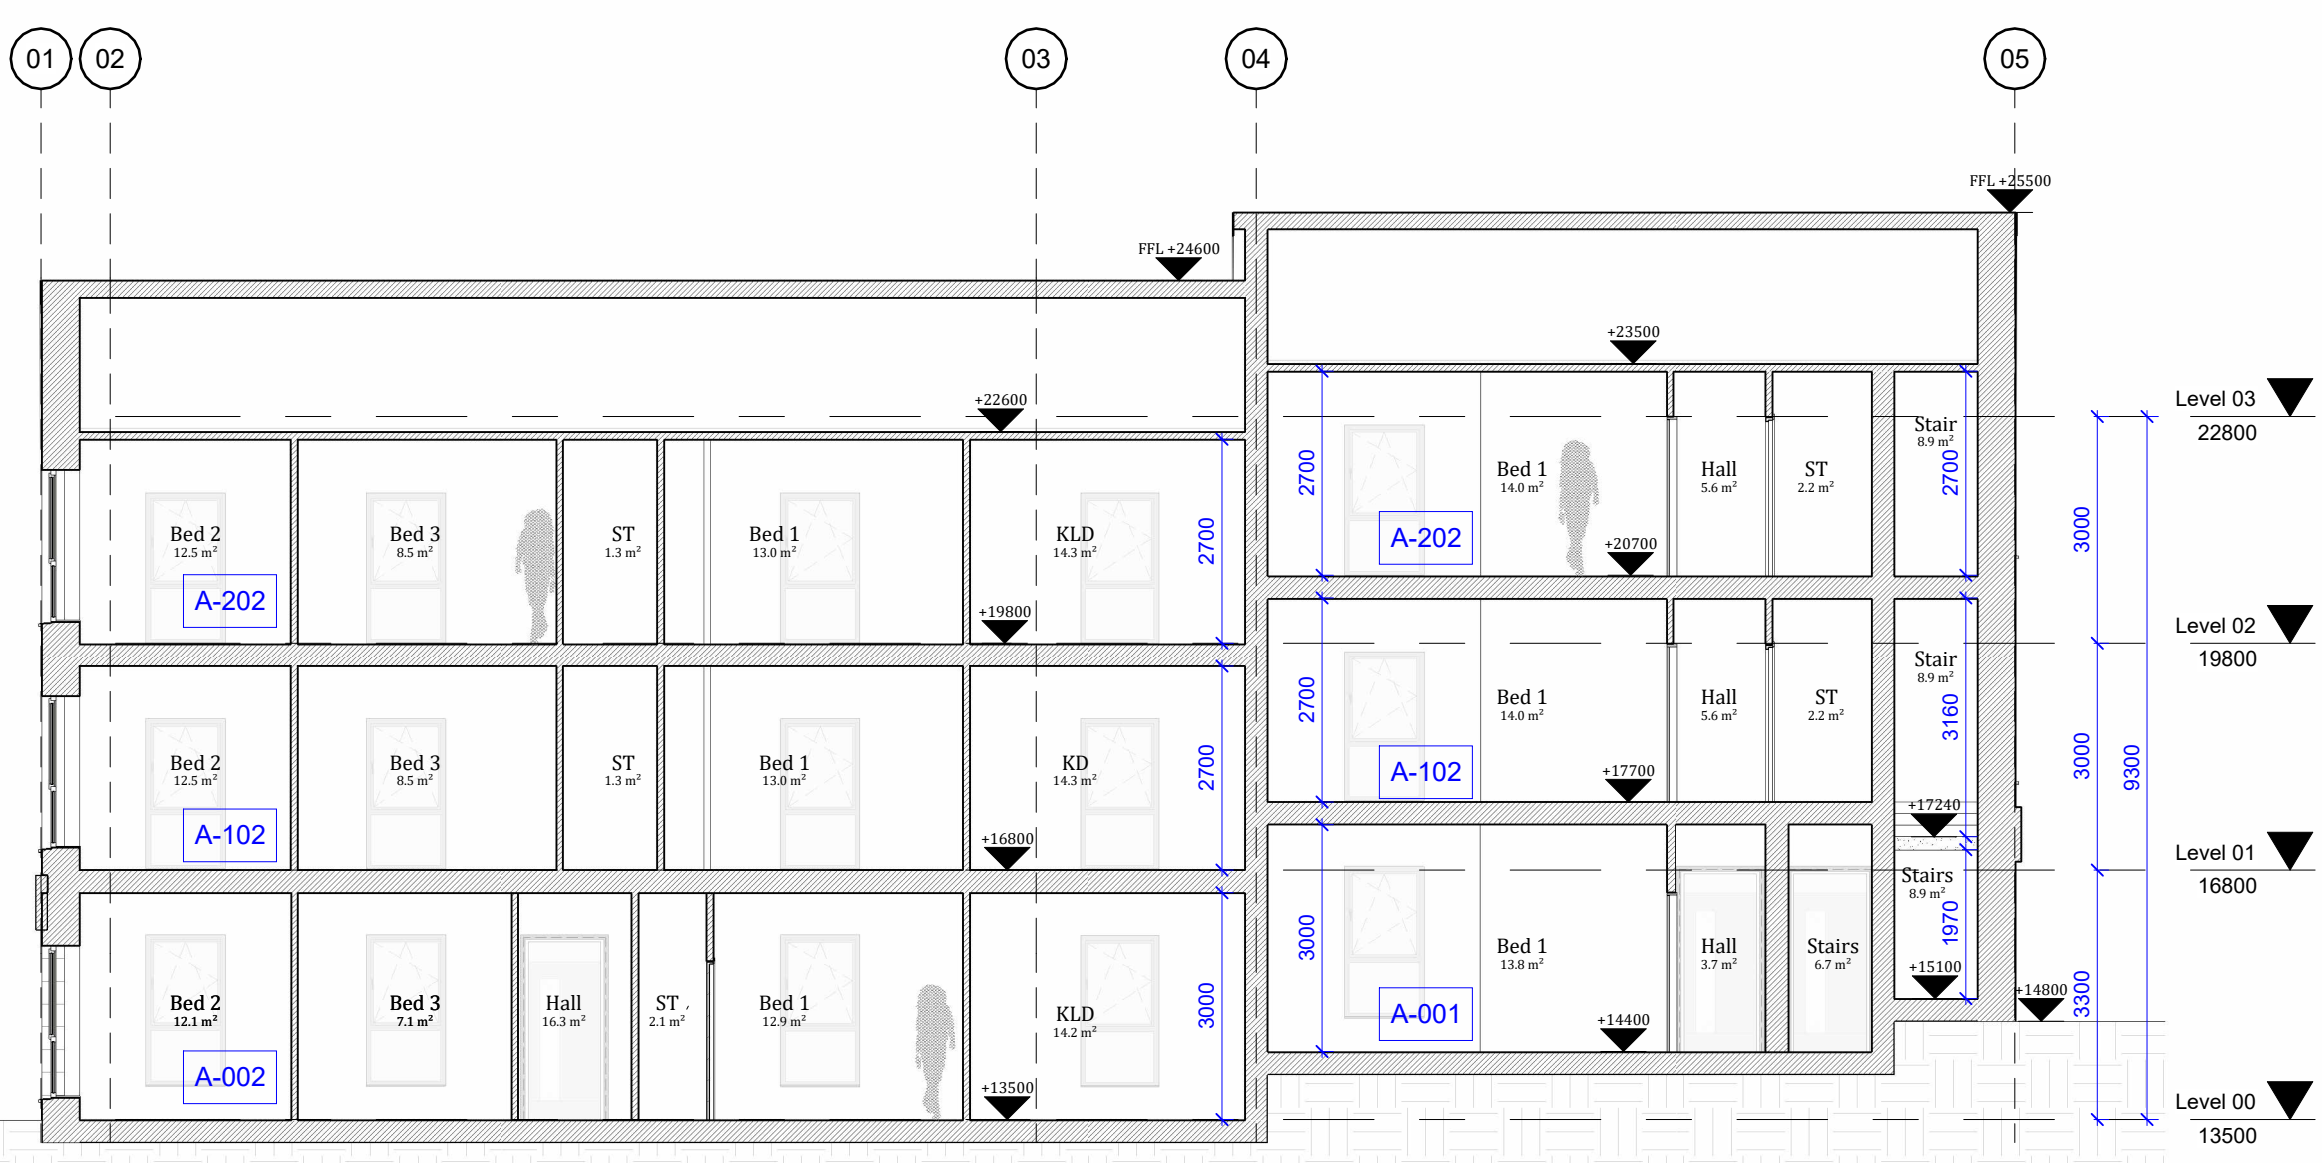 01
02
03
04
05
FFL +25500
FFL +24600
+23500
+22600
Level 03
22800
Bed 2
12.5 m²
Bed 3
8.5 m²
ST
1.3 m²
Bed 1
13.0 m²
KLD
14.3 m²
2700
A-202
+19800
2700
Bed 1
14.0 m²
Hall
5.6 m²
ST
2.2 m²
Stair
8.9 m²
2700
A-202
+20700
3000
Level 02
19800
Bed 2
12.5 m²
Bed 3
8.5 m²
ST
1.3 m²
Bed 1
13.0 m²
KD
14.3 m²
2700
A-102
+16800
2700
Bed 1
14.0 m²
Hall
5.6 m²
ST
2.2 m²
Stair
8.9 m²
3160
A-102
+17700
+17240
3000
9300
Level 01
16800
Bed 2
12.1 m²
Bed 3
7.1 m²
Hall
16.3 m²
ST
2.1 m²
Bed 1
12.9 m²
KLD
14.2 m²
3000
A-002
+13500
3000
Bed 1
13.8 m²
Hall
3.7 m²
Stairs
6.7 m²
Stairs
8.9 m²
1970
A-001
+14400
+15100
+14800
3300
Level 00
13500